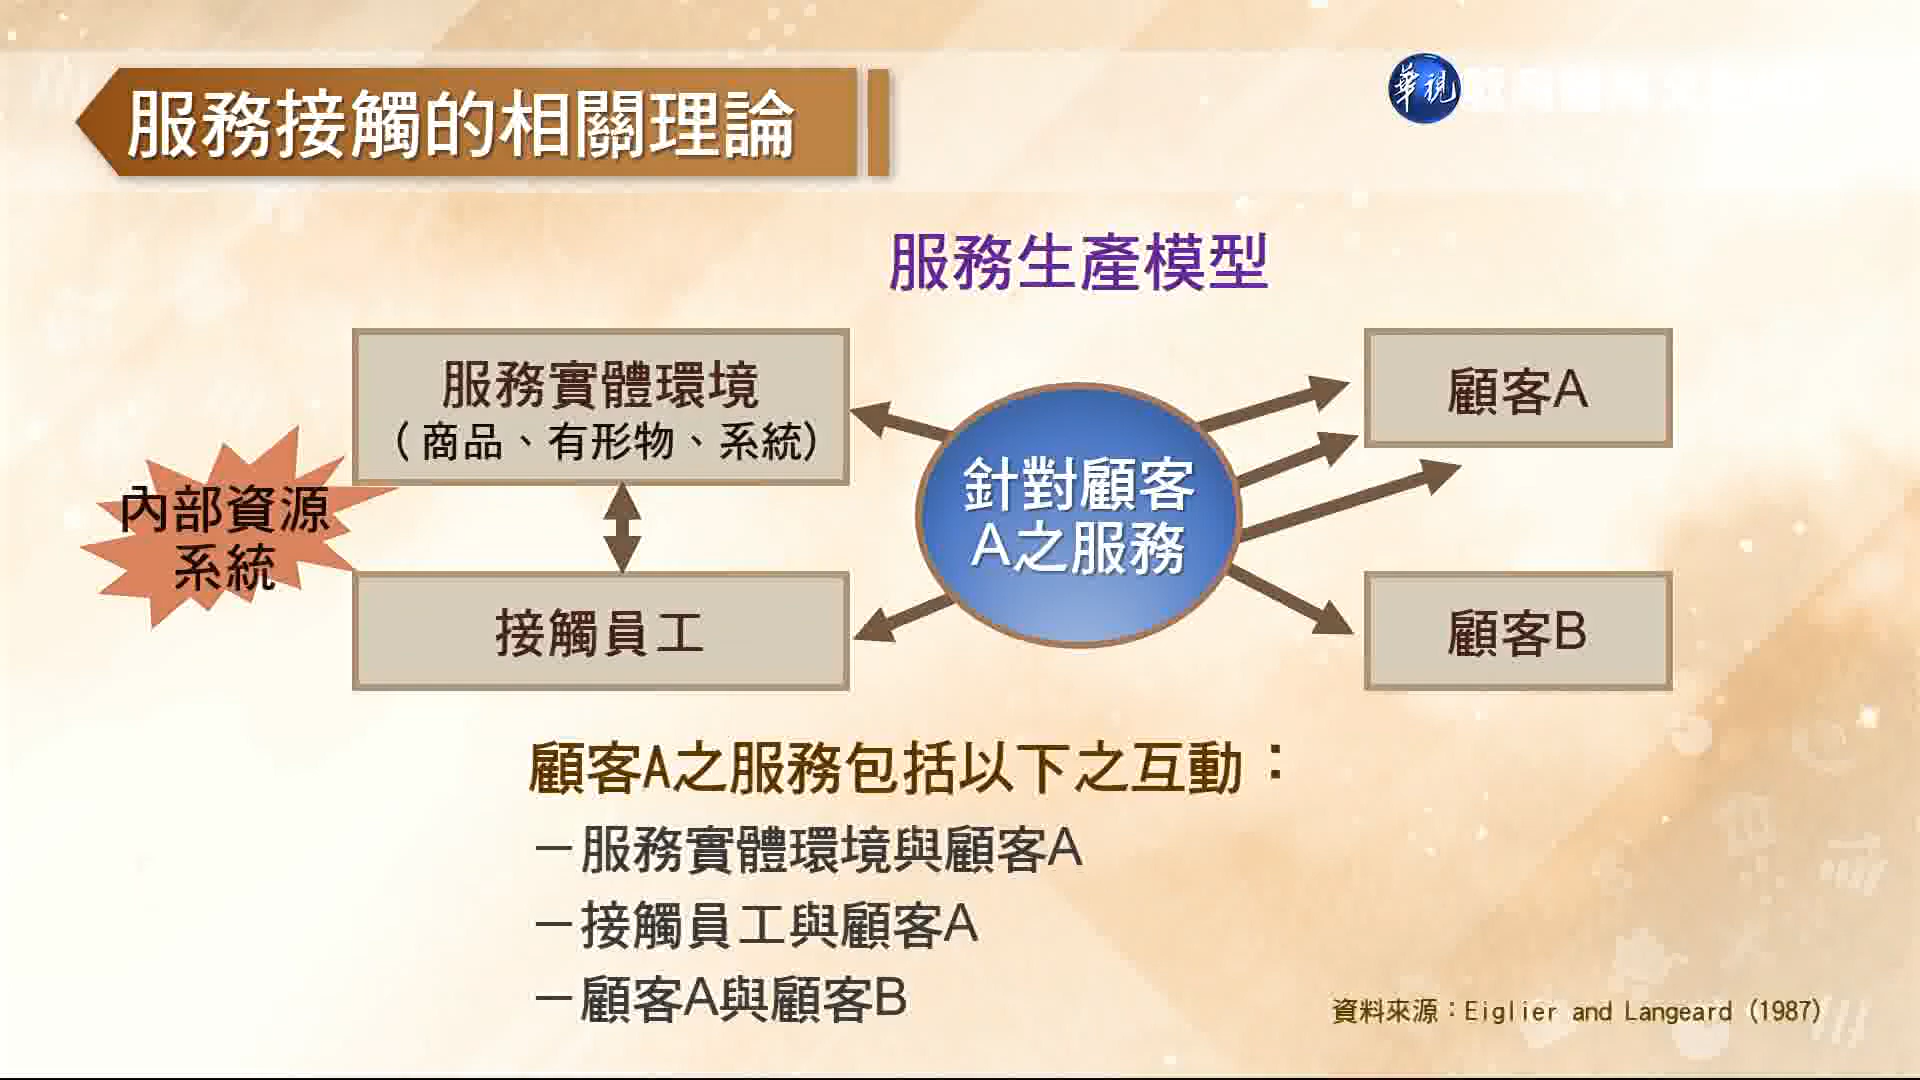 服務接觸的相關理論
華視
服務生產模型
服務實體環境
（商品、有形物、系統）
顧客A
內部資源
系統
針對顧客
A之服務
接觸員工
顧客B
顧客A之服務包括以下之互動：
－服務實體環境與顧客A
－接觸員工與顧客A
－顧客A與顧客B
資料來源：Eiglier and Langeard (1987)